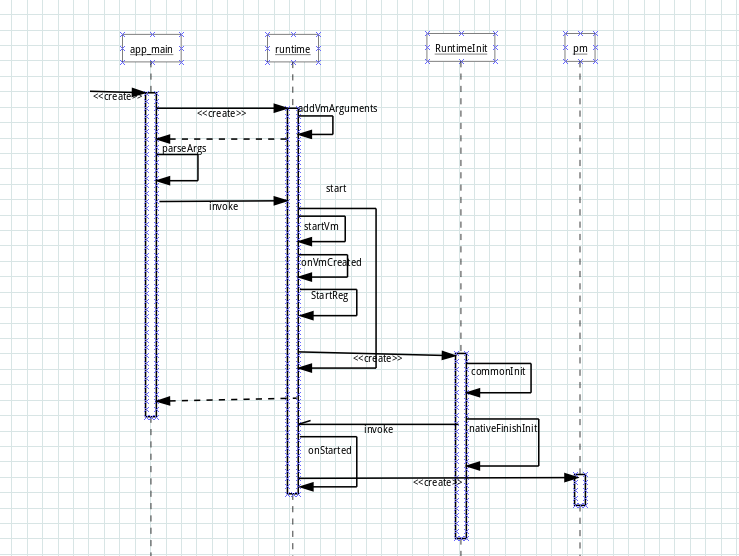 app_main
runtime
RuntimeInit
pm
<<create>>
<<create>>
addVmArguments
parseArgs
start
invoke
startVm
onVmCreated
StartReg
<<create>>
commonInit
invoke
nativeFinishInit
onStarted
<<create>>